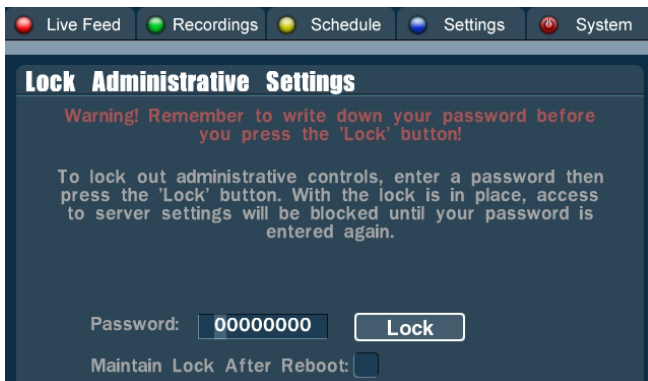 Live Feed Recordings Schedule Settings System
Lock Administrative Settings
Warning! Remember to write down your password before
you press the 'Lock' button!
To lock out administrative controls, enter a password then
press the 'Lock' button. With the lock is in place, access
to server settings will be blocked until your password is
entered again.
Password: 00000000 Lock
Maintain Lock After Reboot: